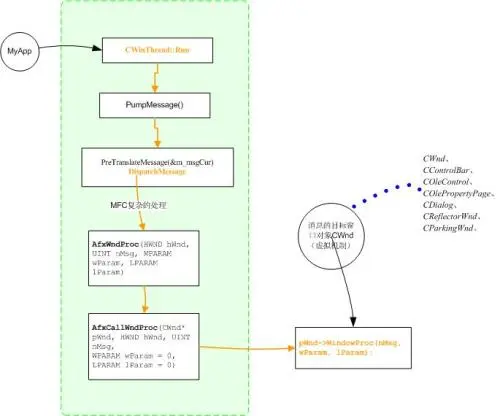 MyApp
CWinThread::Run
PumpMessage()
PreTranslateMessage(&m_msgCur)
DispatchMessage
MFC复杂的处理
AfxWndProc(HWND hWnd,
UINT nMsg, WPARAM
wParam, LPARAM
lParam)
AfxCallWndProc(CWnd*
pWnd, HWND hWnd, UINT
nMsg,
WPARAM wParam = 0,
LPARAM lParam = 0)
消息的目标窗
口对象CWnd
(虚拟机制)
CWnd、
CControlBar、
COleControl、
COlePropertyPage、
CDialog、
CReflectorWnd、
CParkingWnd、
pWnd->WindowProc(nMsg,
wParam, lParam);